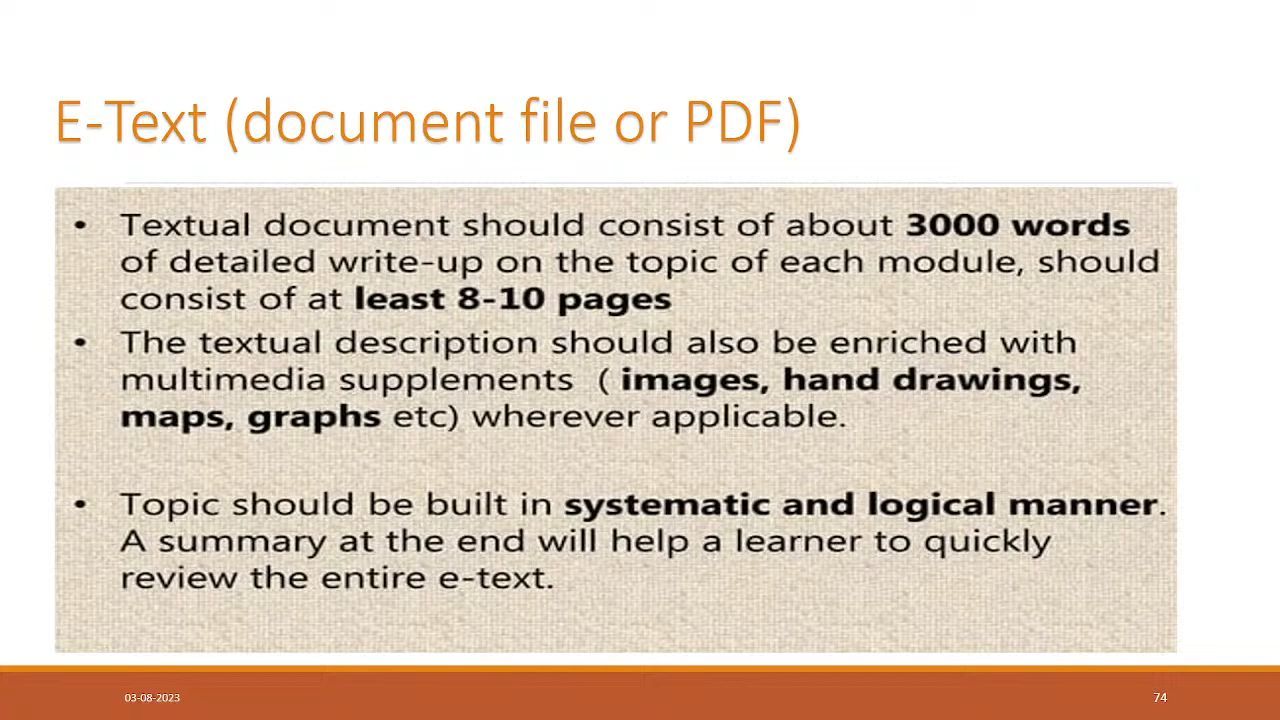 E-Text (document file or PDF)
• Textual document should consist of about 3000 words
of detailed write-up on the topic of each module, should
consist of at least 8-10 pages
• The textual description should also be enriched with
multimedia supplements ( images, hand drawings,
maps, graphs etc) wherever applicable.
• Topic should be built in systematic and logical manner.
A summary at the end will help a learner to quickly
review the entire e-text.
03-08-2023
74